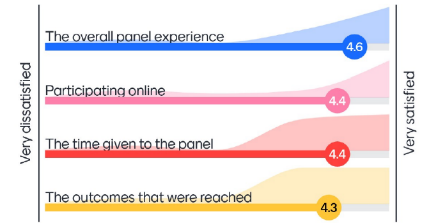 The overall panel experience
4.6
Participating online
4.4
The time given to the panel
4.4
The outcomes that were reached
4.3
Very dissatisfied
Very satisfied